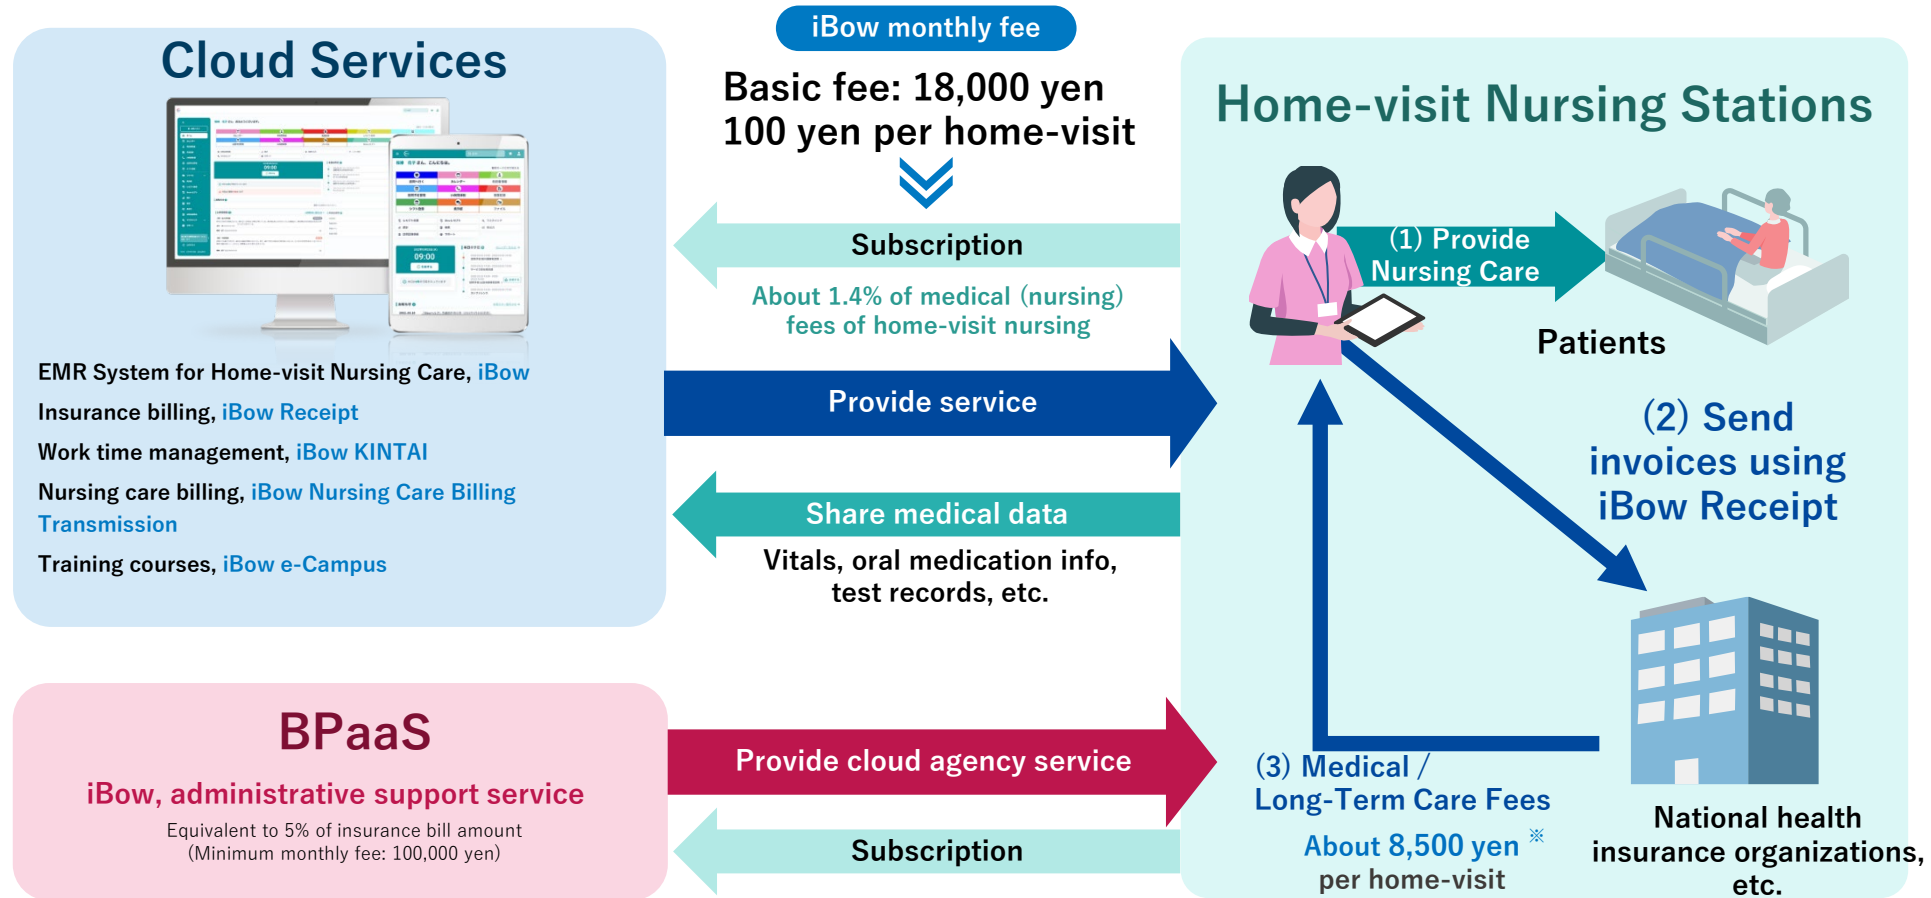 iBow monthly fee
Basic fee: 18,000 yen
100 yen per home-visit
Cloud Services
09:00
09:00
EMR System for Home-visit Nursing Care, iBow
Insurance billing, iBow Receipt
Work time management, iBow KINTAI
Nursing care billing, iBow Nursing Care Billing
Transmission
Training courses, iBow e-Campus
Subscription
About 1.4% of medical (nursing)
fees of home-visit nursing
Provide service
Share medical data
Vitals, oral medication info,
test records, etc.
Home-visit Nursing Stations
(1) Provide
Nursing Care
Patients
(2) Send
invoices using
iBow Receipt
(3) Medical /
Long-Term Care Fees
About 8,500 yen ※
per home-visit
National health
insurance organizations,
etc.
BPaaS
iBow, administrative support service
Equivalent to 5% of insurance bill amount
(Minimum monthly fee: 100,000 yen)
Provide cloud agency service
Subscription